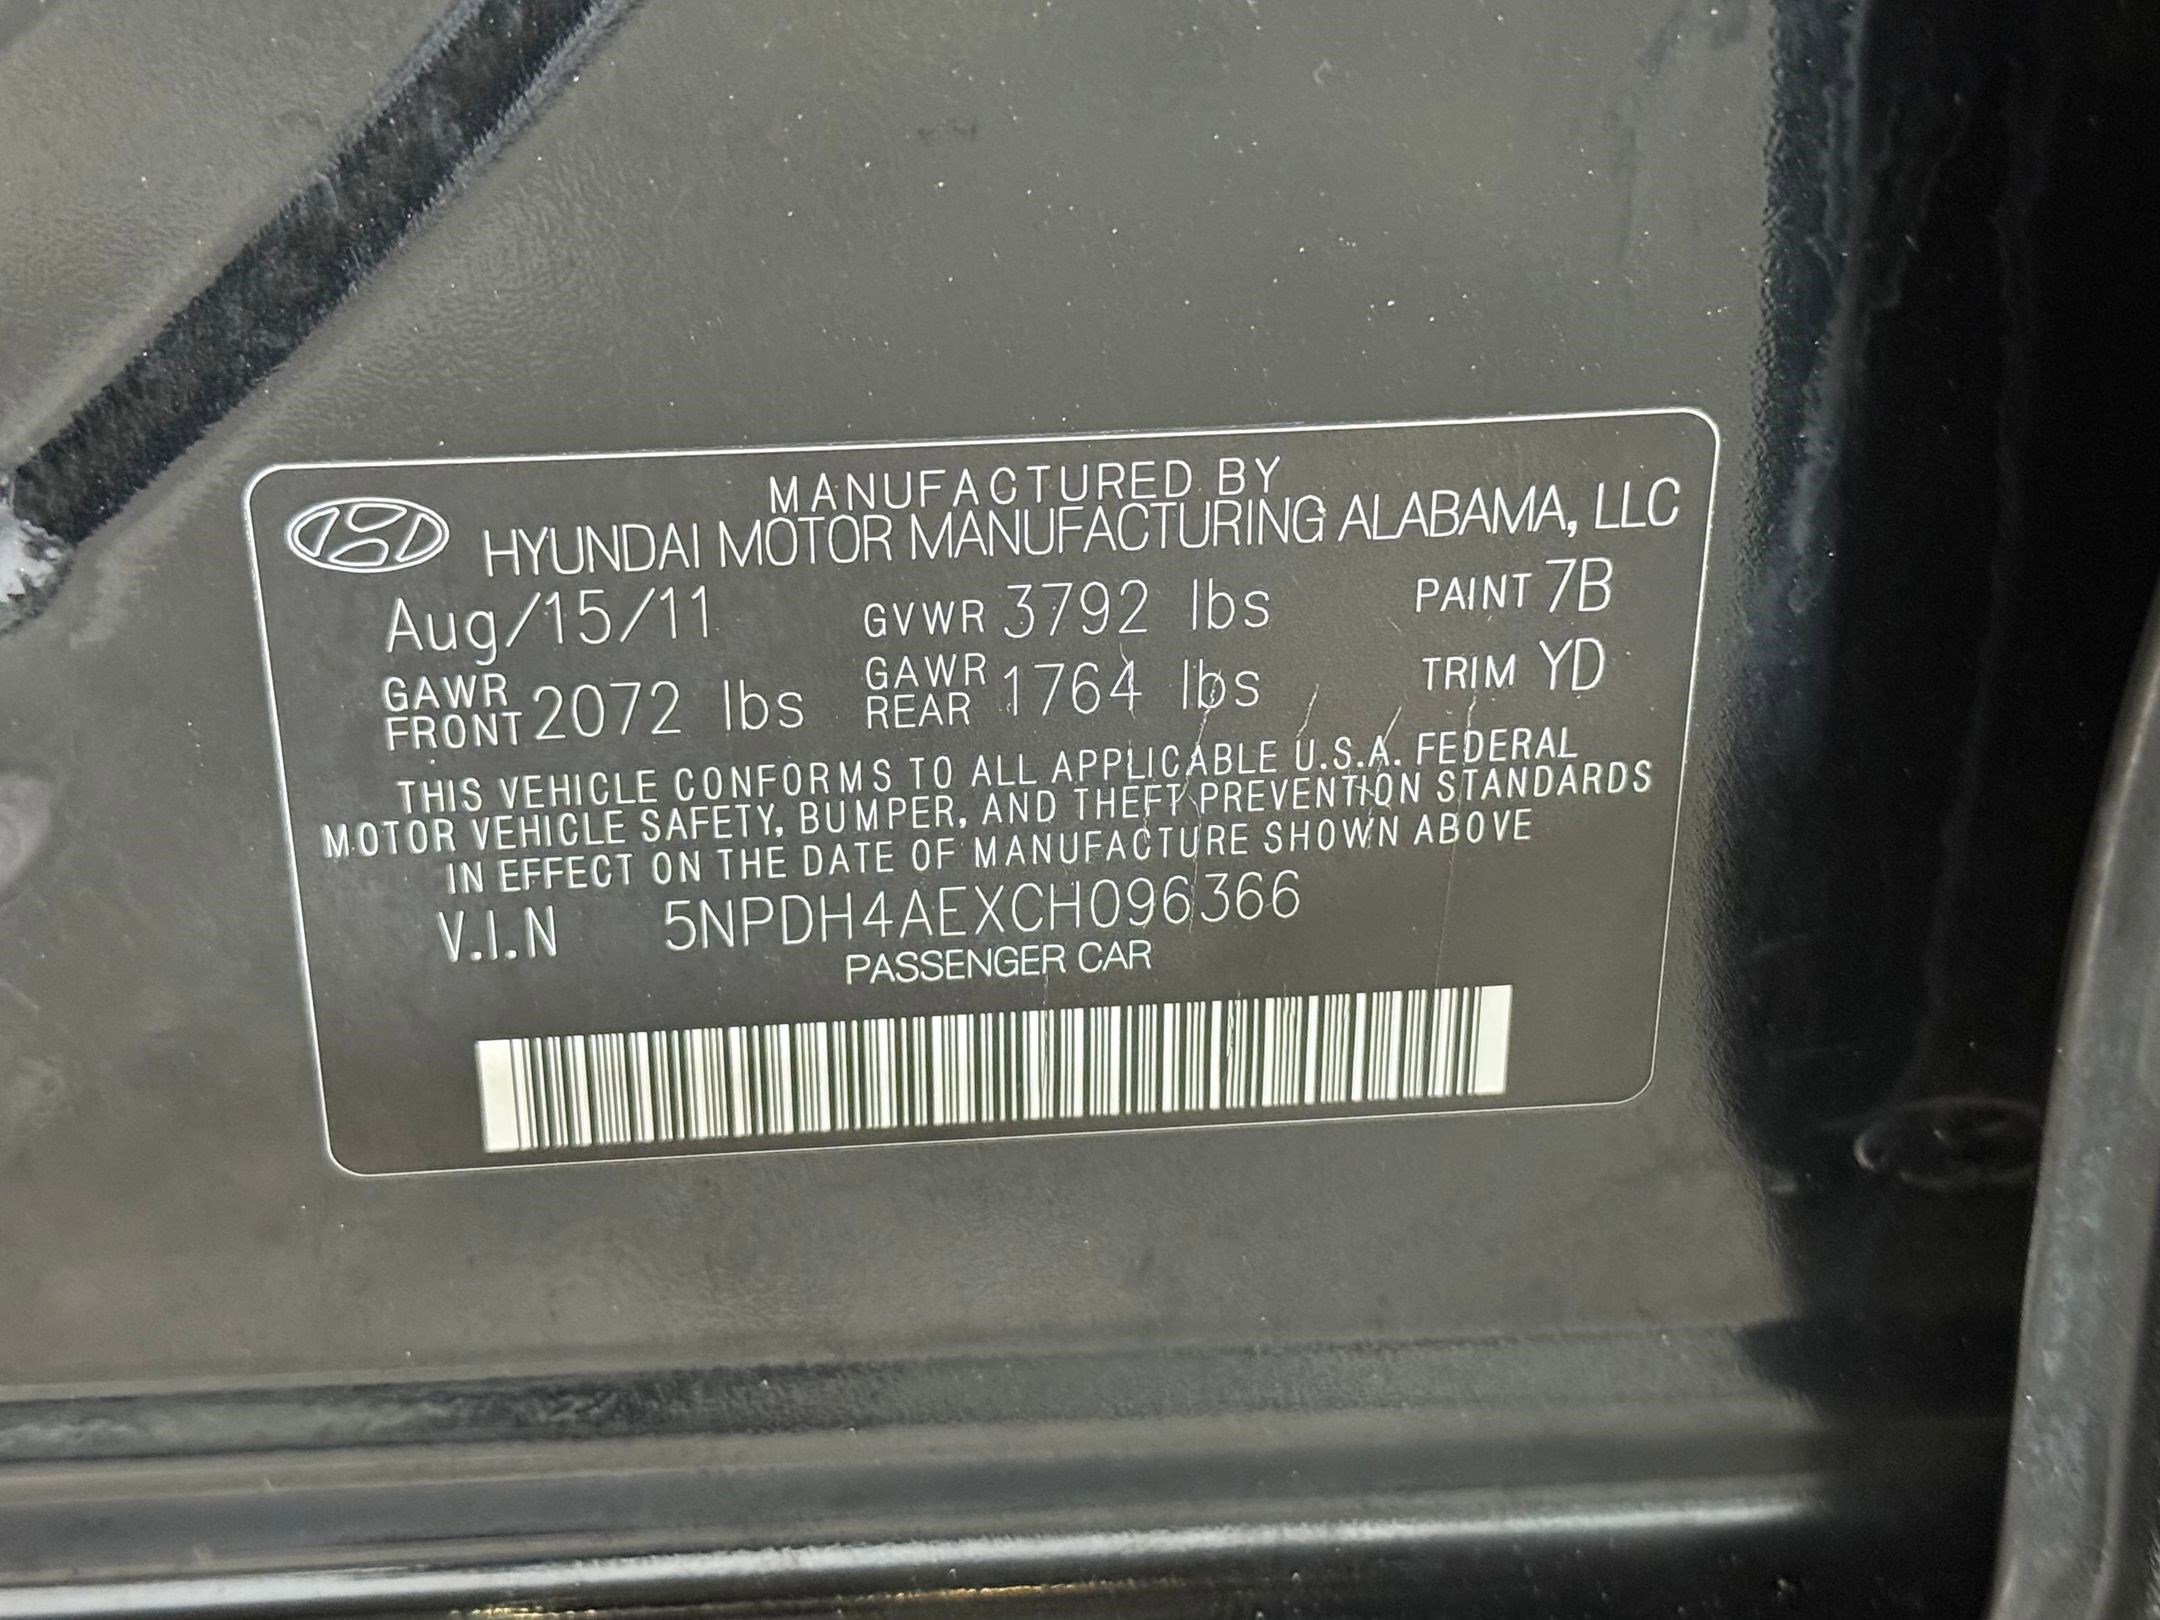 MANUFACTURED BY
HYUNDAI MOTOR MANUFACTURING ALABAMA, LLC
Aug/15/11 GVWR 3792 lbs PAINT 7B
GAWR FRONT 2072 lbs GAWR REAR 1764 lbs TRIM YD
THIS VEHICLE CONFORMS TO ALL APPLICABLE U.S.A. FEDERAL
MOTOR VEHICLE SAFETY, BUMPER, AND THEFT PREVENTION STANDARDS
IN EFFECT ON THE DATE OF MANUFACTURE SHOWN ABOVE
V.I.N 5NPDH4AEXCH096366
PASSENGER CAR